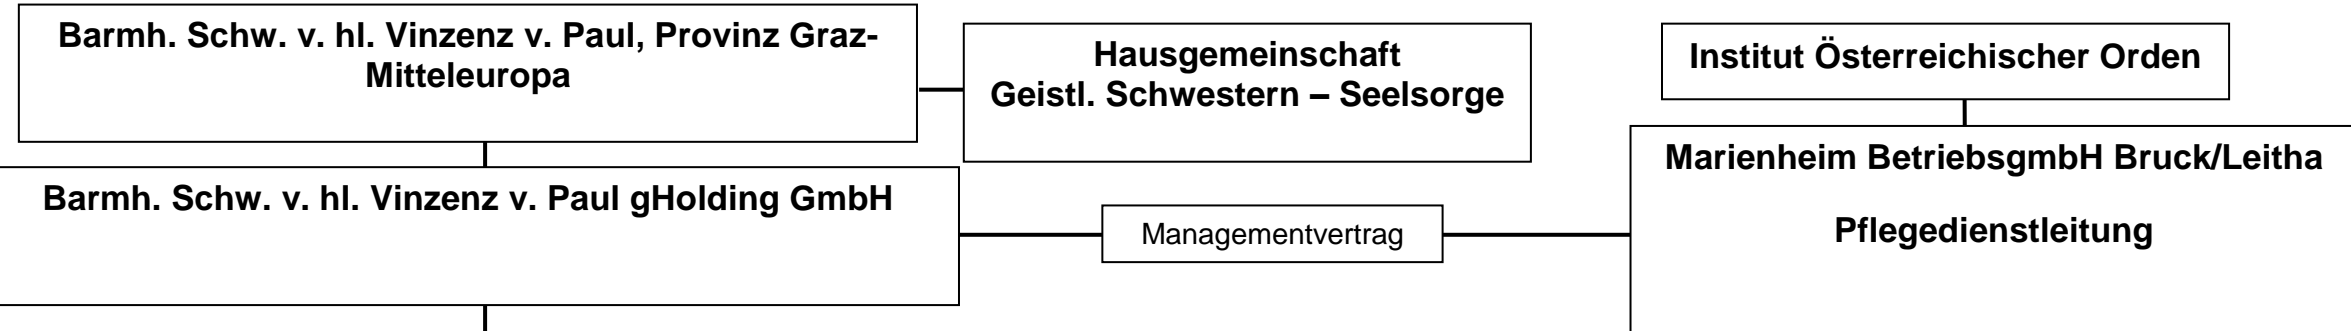 Barmh. Schw. v. hl. Vinzenz v. Paul, Provinz Graz-
Mitteleuropa
Hausgemeinschaft
Geistl. Schwestern – Seelsorge
Institut Österreichischer Orden
Barmh. Schw. v. hl. Vinzenz v. Paul gHolding GmbH
Managementvertrag
Marienheim BetriebsgmbH Bruck/Leitha
Pflegedienstleitung